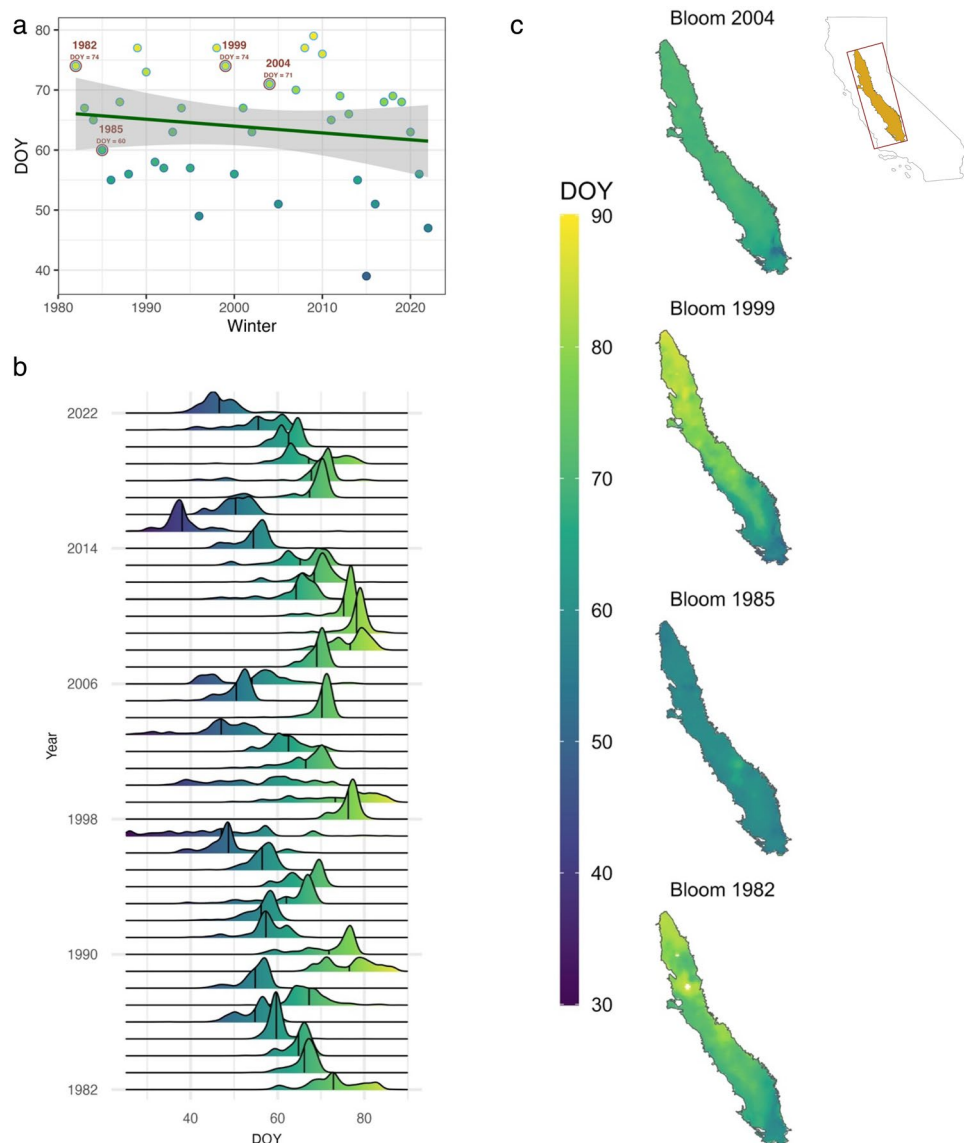 a
80
70
60
50
40
DOY
1982
DOY = 74
1999
DOY = 74
2004
DOY = 71
1985
DOY = 60
1980
1990
2000
2010
2020
Winter
b
2022
2014
2006
1998
1990
1982
Year
40
60
80
DOY
c
Bloom 2004
DOY
90
80
70
60
50
40
30
Bloom 1999
Bloom 1985
Bloom 1982